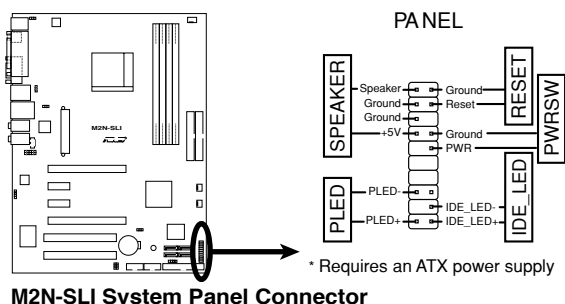 PANEL
M2N-SLI
SPEAKER
Speaker
Ground
Ground
+5V
Ground
Reset
Ground
PWR
RESET
PWRSW
PLED
PLED-
PLED+
IDE_LED-
IDE_LED+
IDE_LED
* Requires an ATX power supply
M2N-SLI System Panel Connector